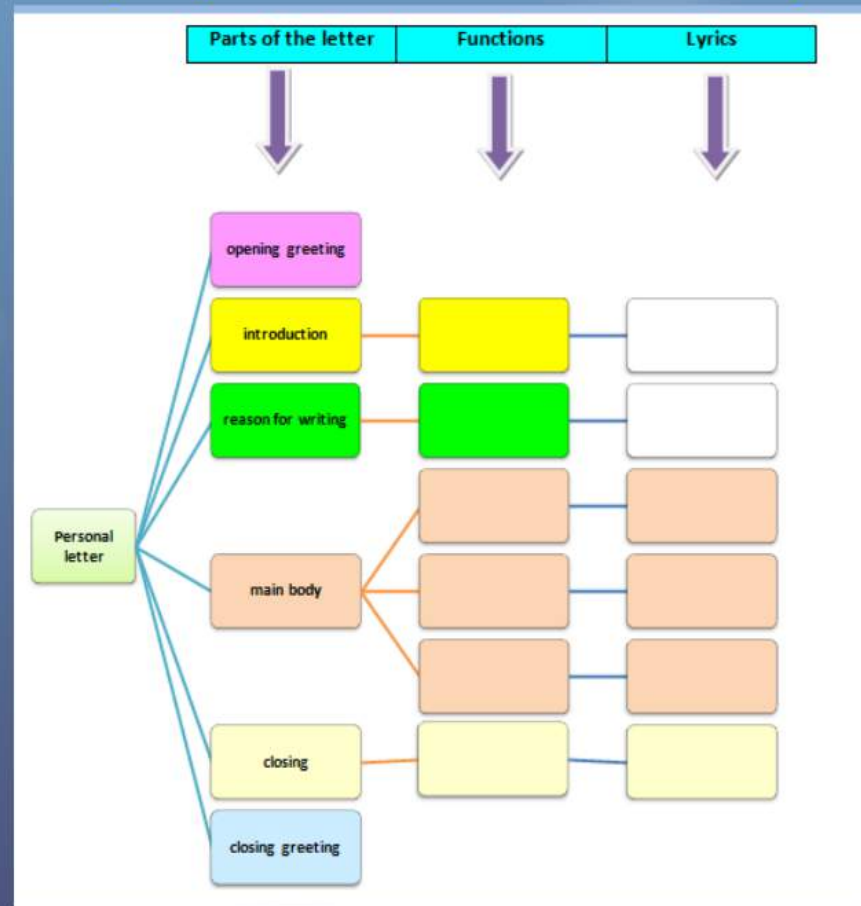 Parts of the letter
Functions
Lyrics
opening greeting
introduction
reason for writing
Personal
letter
main body
closing
closing greeting